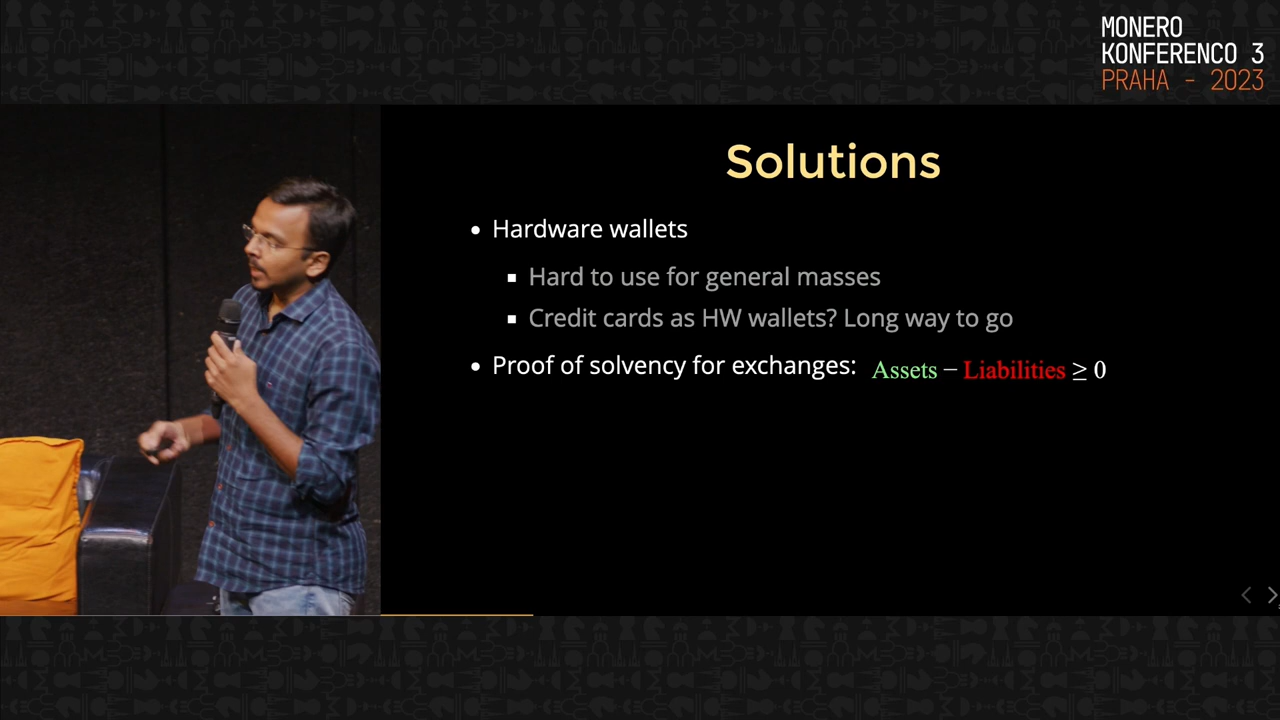 MONERO
KONFERENCO 3
PRAHA - 2023
Solutions
• Hardware wallets
▪ Hard to use for general masses
▪ Credit cards as HW wallets? Long way to go
• Proof of solvency for exchanges: Assets − Liabilities ≥ 0